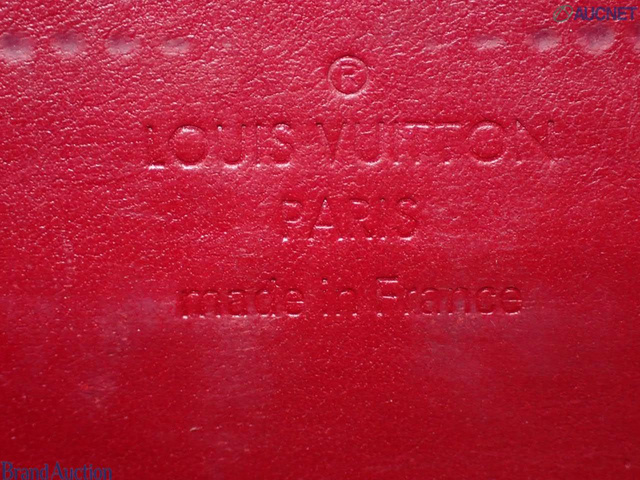 AUCNET
®
LOUIS VUITTON
PARIS
made in France
Brand Auction